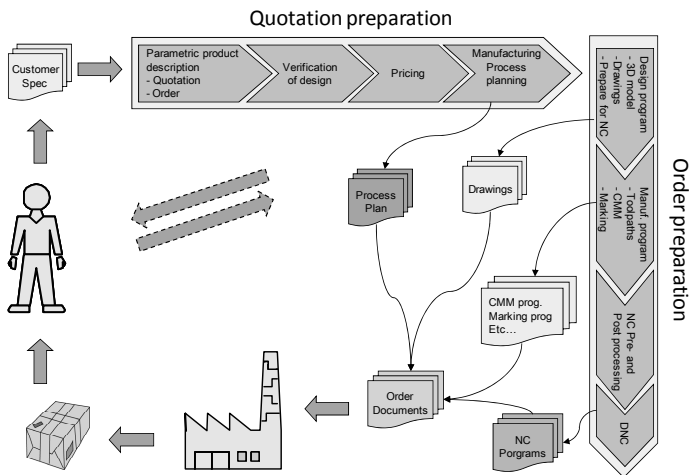 Quotation preparation
Customer
Spec
Parametric product
description
- Quotation
- Order
Verification
of design
Pricing
Manufacturing
Process
planning
Design program
- 3D model
- Drawings
- Prepare for NC
Manuf. program
- Toolpaths
- CMM
- Marking
NC Pre- and
Post processing
DNC
Order preparation
Process
Plan
Drawings
CMM prog.
Marking prog
Etc...
Order
Documents
NC
Porgrams